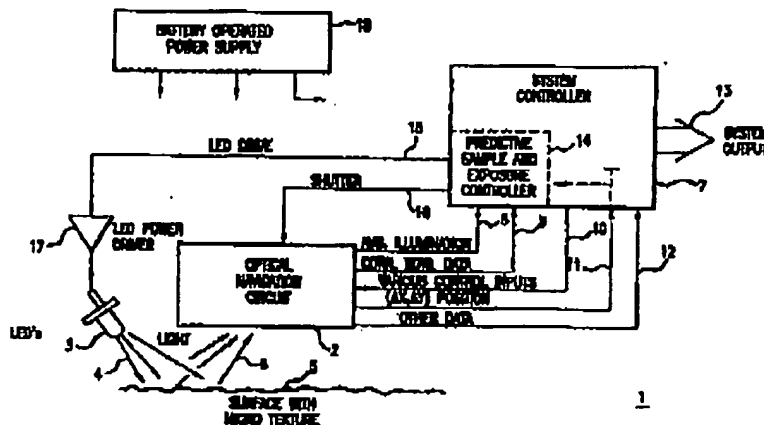 BATTERY OPERATED
POWER SUPPLY
19
SYSTEM
CONTROLLER
13
SYSTEM
OUTPUT
15
LED DRIVE
14
PREDICTIVE
SAMPLE AND
EXPOSURE
CONTROLLER
7
SHUTTER
16
LED POWER
DRIVER
17
8
9
10
11
12
OPTICAL
NAVIGATION
CIRCUIT
AVG. ILLUMINATION
CORR. SURF. DATA
VARIOUS CONTROL INPUTS
(ΔX,ΔY) POSITION
OTHER DATA
2
LED's
3
LIGHT
4
6
5
SURFACE WITH
MICRO TEXTURE
1